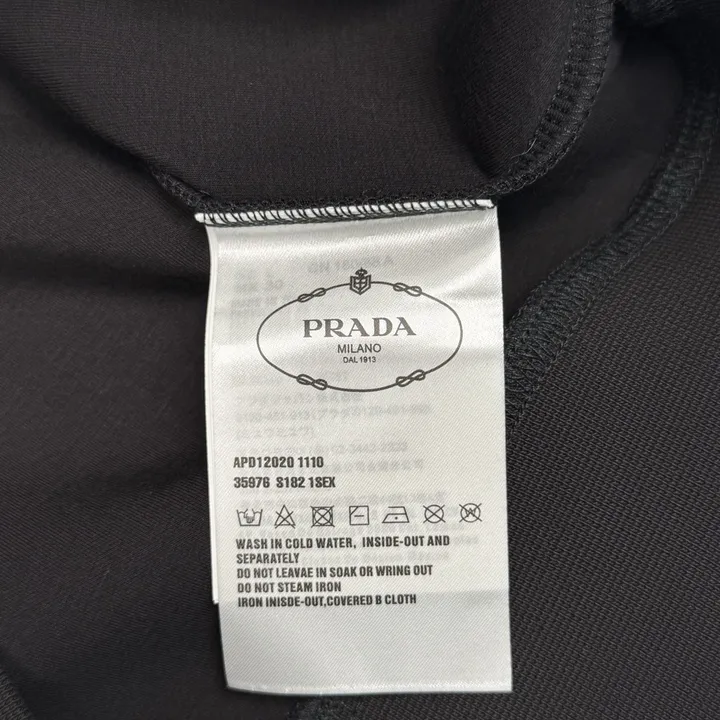 PRADA
MILANO
DAL 1913
APD12020 1110
35976 S182 1SEX
WASH IN COLD WATER, INSIDE-OUT AND
SEPARATELY
DO NOT LEAVAE IN SOAK OR WRING OUT
DO NOT STEAM IRON
IRON INISDE-OUT,COVERED B CLOTH